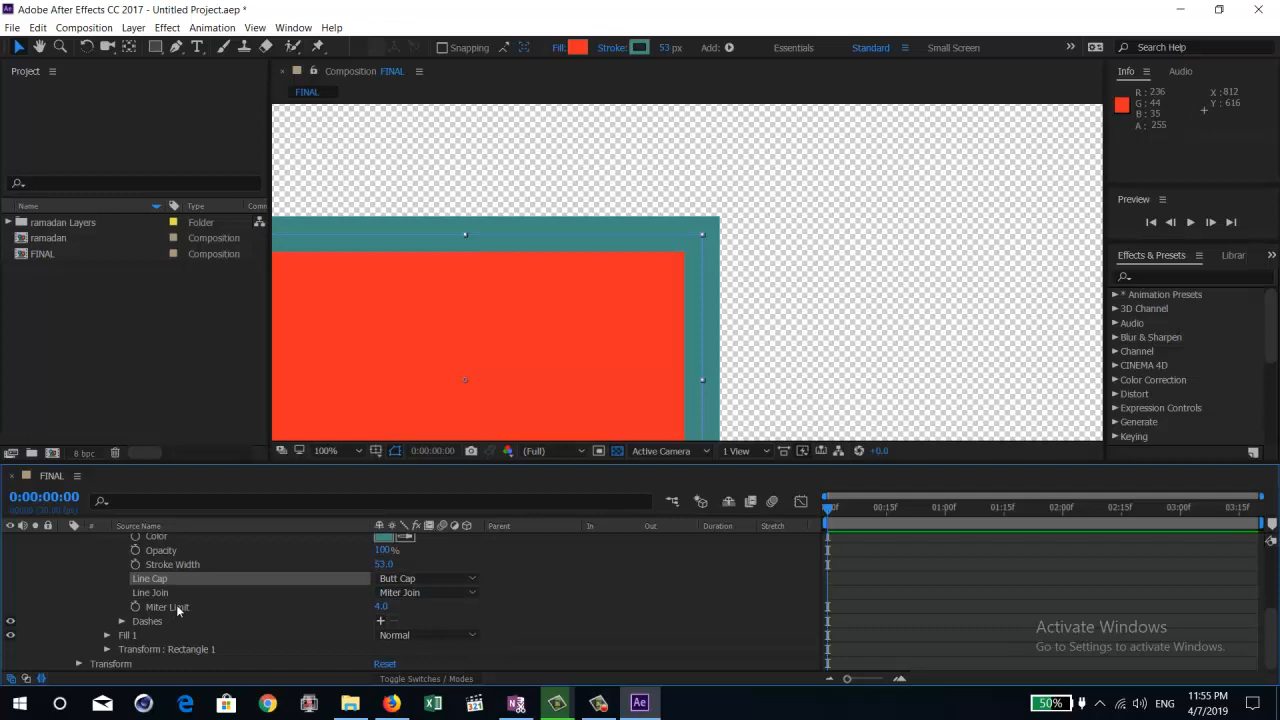 Adobe After Effects CC 2017 - Untitled Project.aep *
File Edit Composition Layer Effect Animation View Window Help
Snapping Fill: Stroke: 53 px Add: Essentials Standard Small Screen Search Help
Project
Composition FINAL
Info Audio
FINAL
R : 236 X : 812
G : 44 Y : 616
B : 35
A : 255
Preview
Name Type Comm
ramadan Layers Folder
ramadan Composition
FINAL Composition
Effects & Presets Librar
* Animation Presets
3D Channel
Audio
Blur & Sharpen
Channel
CINEMA 4D
Color Correction
Distort
Expression Controls
Generate
Keying
8 bpc
100% 0:00:00:00 (Full) Active Camera 1 View +0.0
FINAL
0:00:00:00
# Source Name Parent In Out Duration Stretch
00:15f 01:00f 01:15f 02:00f 02:15f 03:00f 03:15f
Color
Opacity 100%
Stroke Width 53.0
Line Cap Butt Cap
Line Join Miter Join
Miter Limit 4.0
Dashes + -
Fill 1 Normal
Transform : Rectangle 1
Transform Reset
Toggle Switches / Modes
Activate Windows
Go to Settings to activate Windows.
50% ENG
11:55 PM
4/7/2019